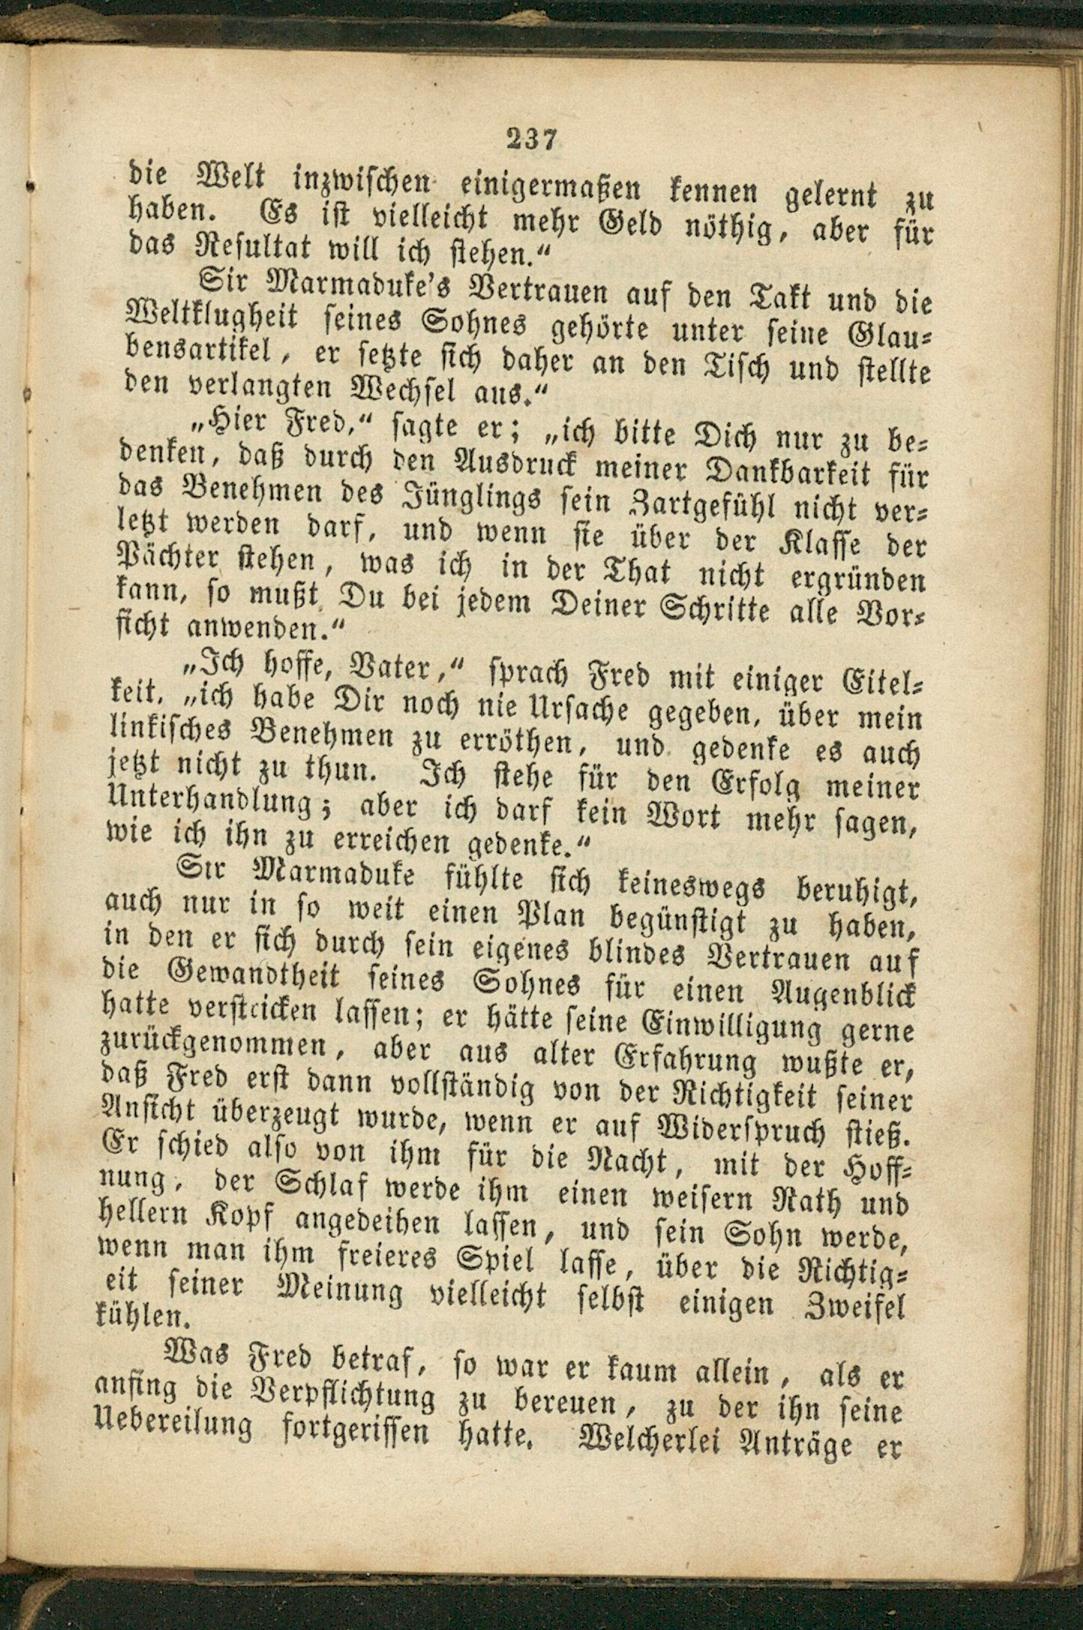 237
die Welt inzwischen einigermaßen kennen gelernt zu
haben. Es ist vielleicht mehr Geld nöthig, aber für
das Resultat will ich stehen.“
Sir Marmaduke's Vertrauen auf den Takt und die
Weltklugheit seines Sohnes gehörte unter seine Glau-
bensartikel, er setzte sich daher an den Tisch und stellte
den verlangten Wechsel aus.“
„Hier Fred,“ sagte er; „ich bitte Dich nur zu be-
denken, daß durch den Ausdruck meiner Dankbarkeit für
das Benehmen des Jünglings sein Zartgefühl nicht ver-
letzt werden darf, und wenn sie über der Klasse der
Pächter stehen, was ich in der That nicht ergründen
kann, so mußt Du bei jedem Deiner Schritte alle Vor-
sicht anwenden.“
„Ich hoffe, Vater,“ sprach Fred mit einiger Eitel-
keit, „ich habe Dir noch nie Ursache gegeben, über mein
linkisches Benehmen zu erröthen, und gedenke es auch
jetzt nicht zu thun. Ich stehe für den Erfolg meiner
Unterhandlung; aber ich darf kein Wort mehr sagen,
wie ich ihn zu erreichen gedenke.“
Sir Marmaduke fühlte sich keineswegs beruhigt,
auch nur in so weit einen Plan begünstigt zu haben,
in den er sich durch sein eigenes blindes Vertrauen auf
die Gewandtheit seines Sohnes für einen Augenblick
hatte verstricken lassen; er hätte seine Einwilligung gerne
zurückgenommen, aber aus alter Erfahrung wußte er,
daß Fred erst dann vollständig von der Richtigkeit seiner
Ansicht überzeugt wurde, wenn er auf Widerspruch stieß.
Er schied also von ihm für die Nacht, mit der Hoff-
nung, der Schlaf werde ihm einen weisern Rath und
hellern Kopf angedeihen lassen, und sein Sohn werde,
wenn man ihm freieres Spiel lasse, über die Richtig-
eit seiner Meinung vielleicht selbst einigen Zweifel
kühlen.
Was Fred betraf, so war er kaum allein, als er
anfing die Verpflichtung zu bereuen, zu der ihn seine
Uebereilung fortgerissen hatte. Welcherlei Anträge er